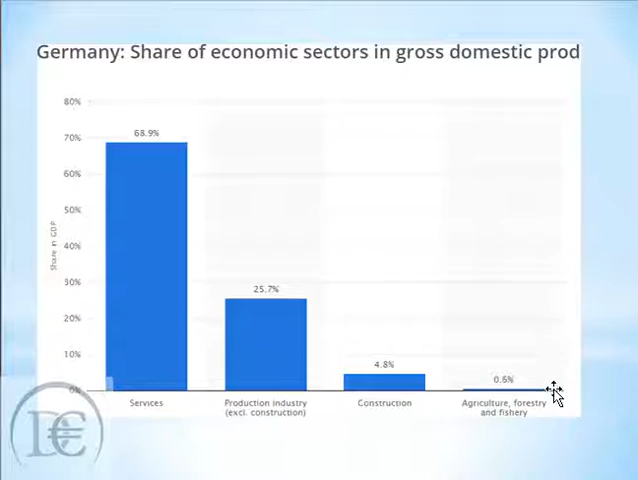 Germany: Share of economic sectors in gross domestic prod
80%
70%
60%
50%
40%
30%
20%
10%
0%
Share in GDP
68.9%
25.7%
4.8%
0.6%
Services
Production industry
(excl. construction)
Construction
Agriculture, forestry
and fishery